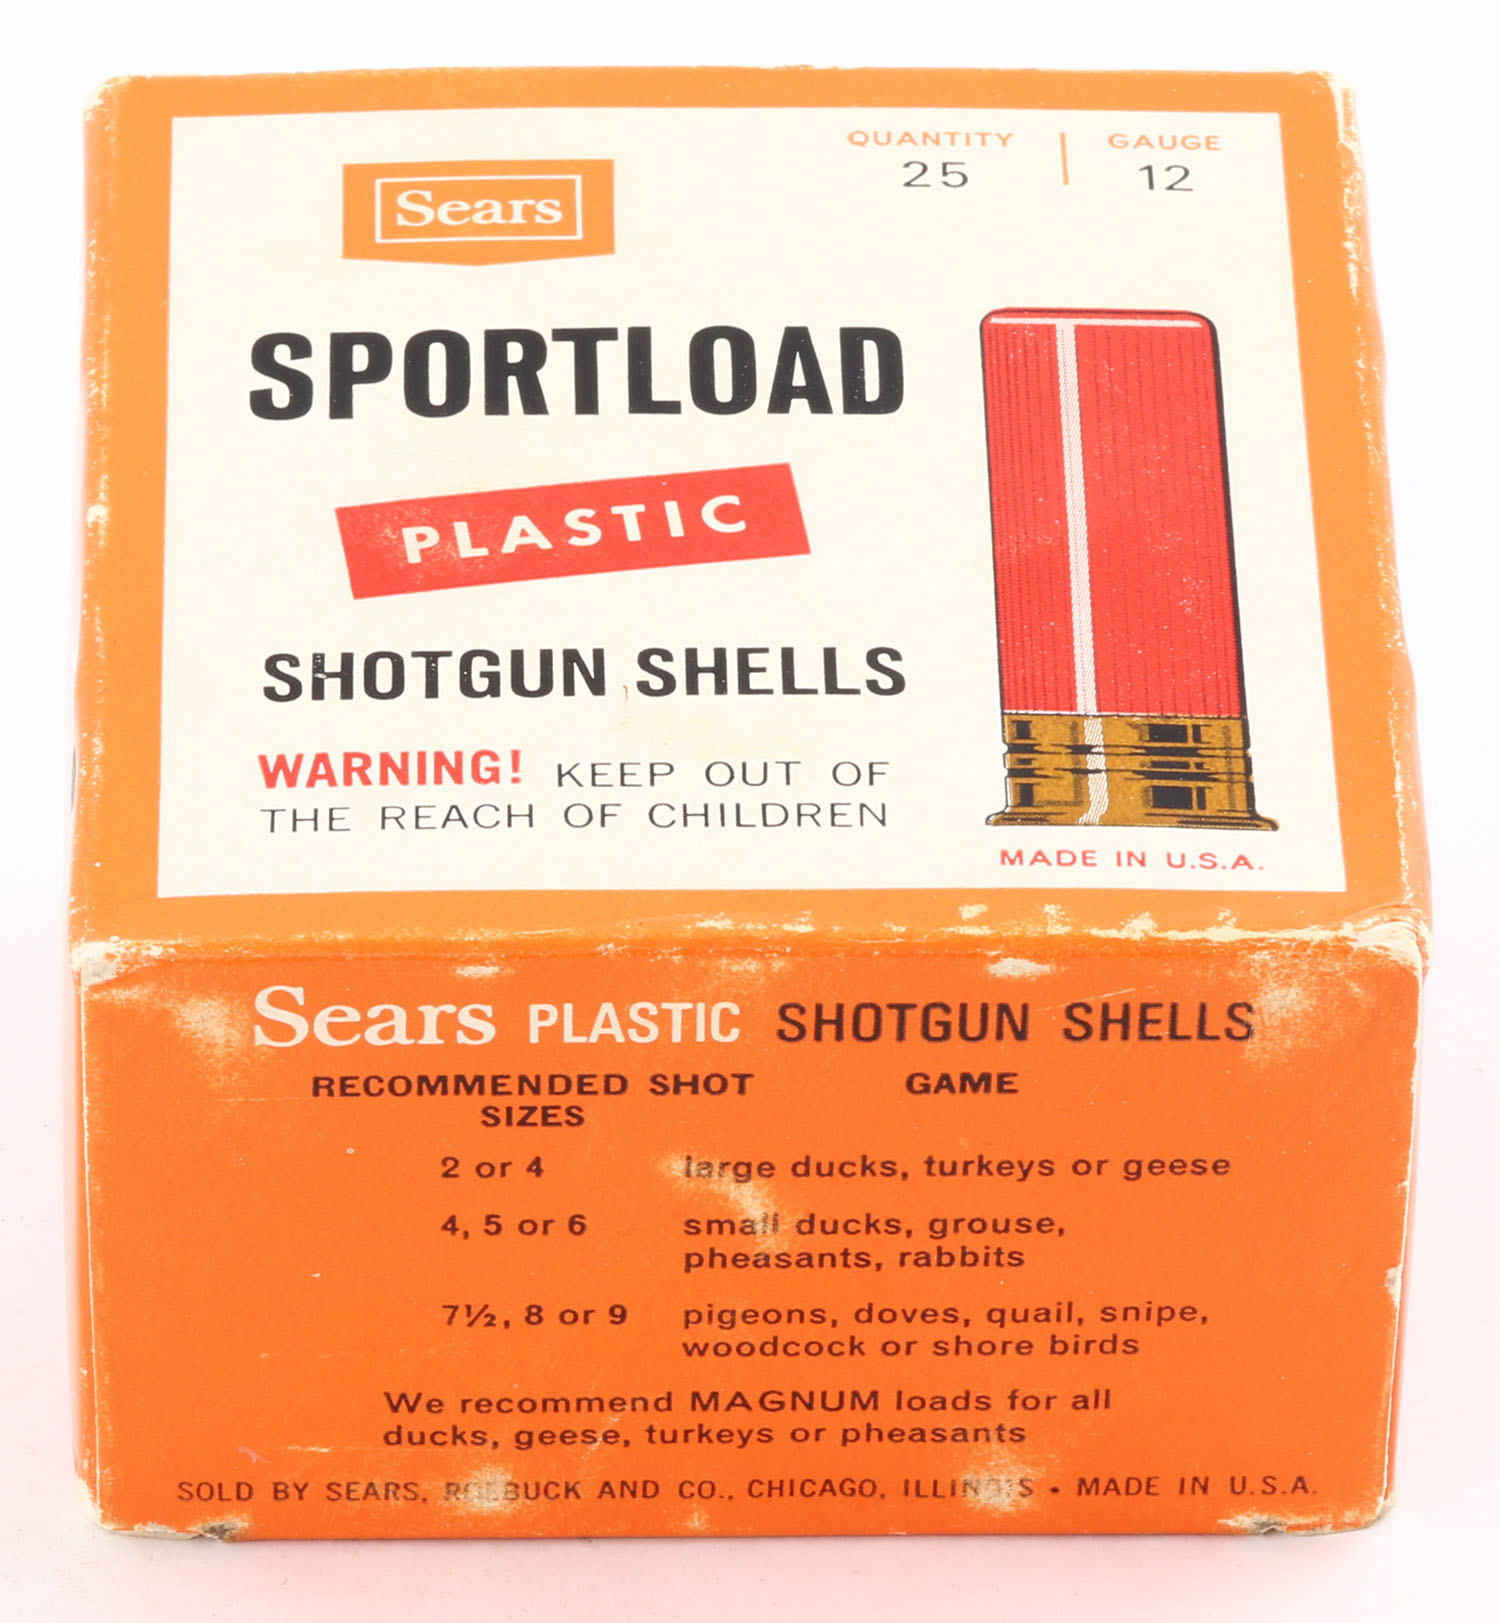 QUANTITY GAUGE
25 12
Sears
SPORTLOAD
PLASTIC
SHOTGUN SHELLS
WARNING! KEEP OUT OF
THE REACH OF CHILDREN
MADE IN U.S.A.
Sears PLASTIC SHOTGUN SHELLS
RECOMMENDED SHOT GAME
SIZES
2 or 4 large ducks, turkeys or geese
4, 5 or 6 small ducks, grouse,
pheasants, rabbits
7½, 8 or 9 pigeons, doves, quail, snipe,
woodcock or shore birds
We recommend MAGNUM loads for all
ducks, geese, turkeys or pheasants
SOLD BY SEARS, ROEBUCK AND CO., CHICAGO, ILLINOIS • MADE IN U.S.A.